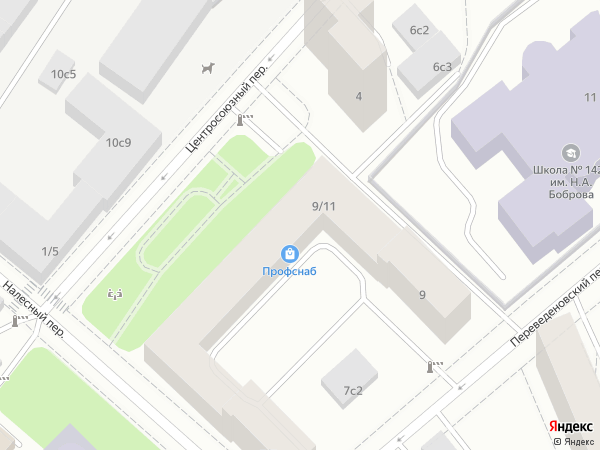 6с2
10с5
6с3
4
11
Центросоюзный пер.
10с9
Школа № 142
им. Н.А.
Боброва
9/11
1/5
Профснаб
Налесный пер.
9
Переведеновский пе
7с2
Яндекс
© Яндекс